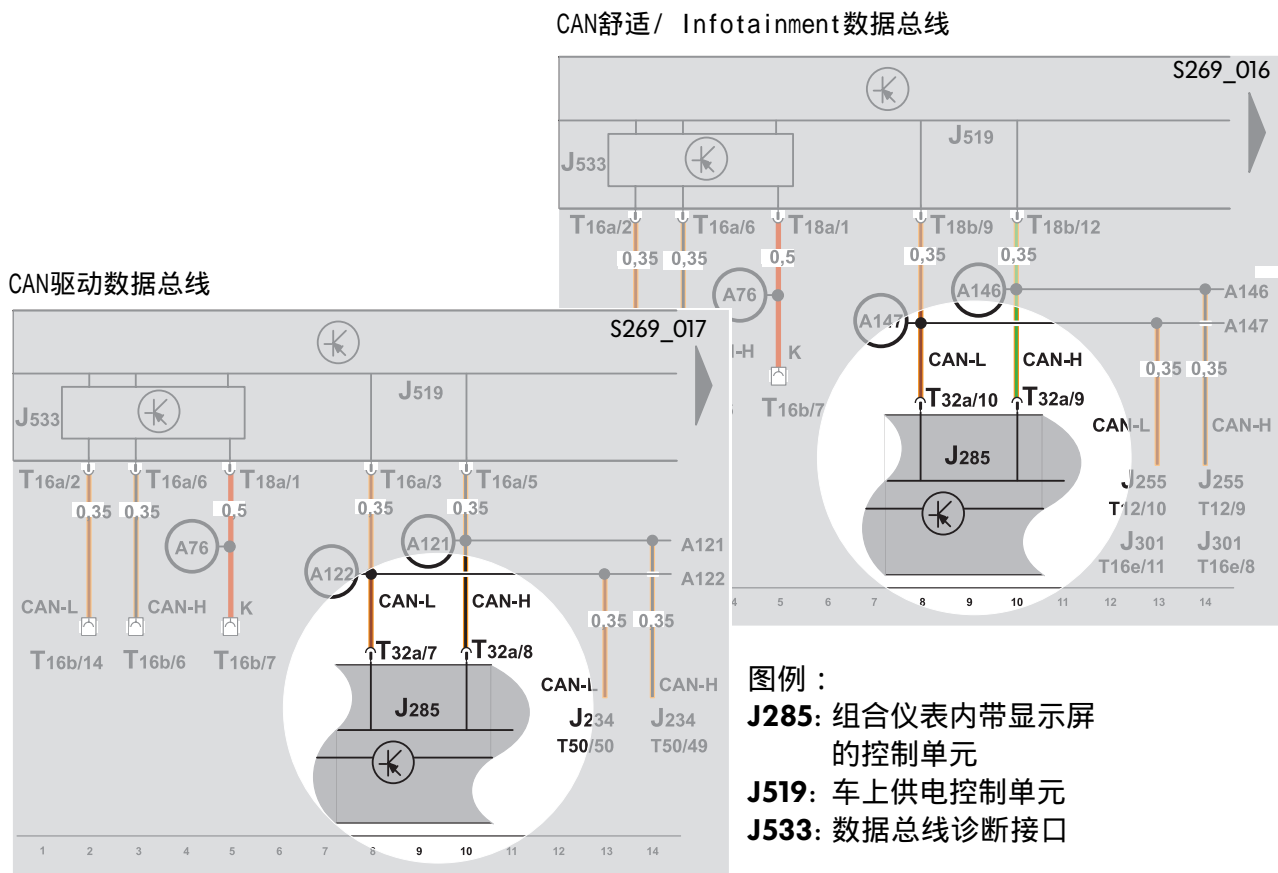 CAN舒适/ Infotainment数据总线
S269_016
J519
J533
T16a/2 T16a/6 T18a/1 T18b/9 T18b/12
0,35 0,35 0,5 0,35 0,35
A76 A146 A146
A147 A147
-H K CAN-L CAN-H 0,35 0,35
T16b/7 T32a/10 T32a/9
CAN-L CAN-H
J285
J255 J255
T12/10 T12/9
J301 J301
T16e/11 T16e/8
4 5 6 7 8 9 10 11 12 13 14
CAN驱动数据总线
S269_017
J519
J533
T16a/2 T16a/6 T18a/1 T16a/3 T16a/5
0,35 0,35 0,5 0,35 0,35
A76 A121 A121
A122 A122
CAN-L CAN-H K CAN-L CAN-H 0,35 0,35
T16b/14 T16b/6 T16b/7 T32a/7 T32a/8
CAN-L CAN-H
J285
J234 J234
T50/50 T50/49
1 2 3 4 5 6 7 8 9 10 11 12 13 14
图例：
J285: 组合仪表内带显示屏
的控制单元
J519: 车上供电控制单元
J533: 数据总线诊断接口